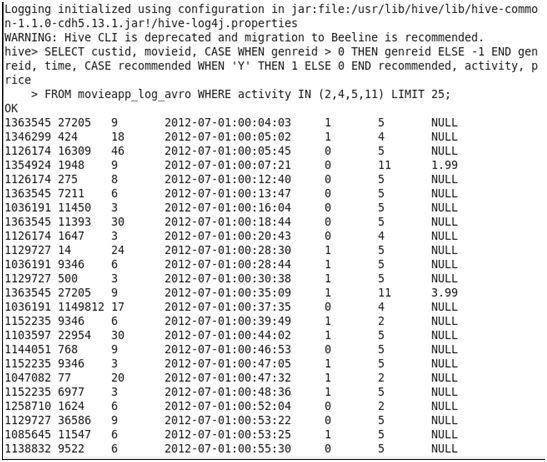 Logging initialized using configuration in jar:file:/usr/lib/hive/lib/hive-commo
n-1.1.0-cdh5.13.1.jar!/hive-log4j.properties
WARNING: Hive CLI is deprecated and migration to Beeline is recommended.
hive> SELECT custid, movieid, CASE WHEN genreid > 0 THEN genreid ELSE -1 END gen
reid, time, CASE recommended WHEN 'Y' THEN 1 ELSE 0 END recommended, activity, p
rice
    > FROM movieapp_log_avro WHERE activity IN (2,4,5,11) LIMIT 25;
OK
1363545 27205 9 2012-07-01:00:04:03 1 5 NULL
1346299 424 18 2012-07-01:00:05:02 1 4 NULL
1126174 16309 46 2012-07-01:00:05:45 0 5 NULL
1354924 1948 9 2012-07-01:00:07:21 0 11 1.99
1126174 275 8 2012-07-01:00:12:40 0 5 NULL
1363545 7211 6 2012-07-01:00:13:47 0 5 NULL
1036191 11450 3 2012-07-01:00:16:04 0 5 NULL
1363545 11393 30 2012-07-01:00:18:44 0 5 NULL
1126174 1647 3 2012-07-01:00:20:43 0 4 NULL
1129727 14 24 2012-07-01:00:28:30 1 5 NULL
1036191 9346 6 2012-07-01:00:28:44 1 5 NULL
1129727 500 3 2012-07-01:00:30:38 1 5 NULL
1363545 27205 9 2012-07-01:00:35:09 1 11 3.99
1036191 1149812 17 2012-07-01:00:37:35 0 4 NULL
1152235 9346 6 2012-07-01:00:39:49 1 2 NULL
1103597 22954 30 2012-07-01:00:44:02 1 5 NULL
1144051 768 9 2012-07-01:00:46:53 0 5 NULL
1152235 9346 3 2012-07-01:00:47:05 1 5 NULL
1047082 77 20 2012-07-01:00:47:32 1 2 NULL
1152235 6977 3 2012-07-01:00:48:36 1 5 NULL
1258710 1624 6 2012-07-01:00:52:04 0 2 NULL
1129727 36586 9 2012-07-01:00:53:22 0 5 NULL
1085645 11547 6 2012-07-01:00:53:25 1 5 NULL
1138832 9522 6 2012-07-01:00:55:30 0 5 NULL